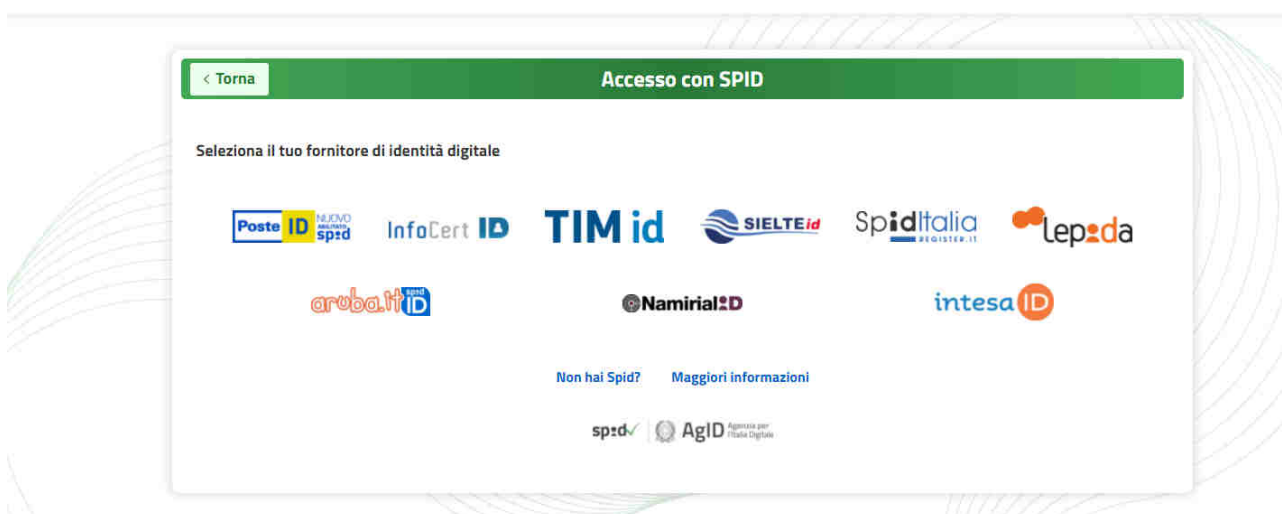 < Torna
Accesso con SPID
Seleziona il tuo fornitore di identità digitale
Poste ID NUOVO ABILITATO spid
InfoCert ID
TIM id
SIELTEid
SpidItalia REGISTER.IT
Lepida
aruba.it spid ID
Namirial ID
intesa ID
Non hai Spid? Maggiori informazioni
spid AgID Agenzia per l'Italia Digitale